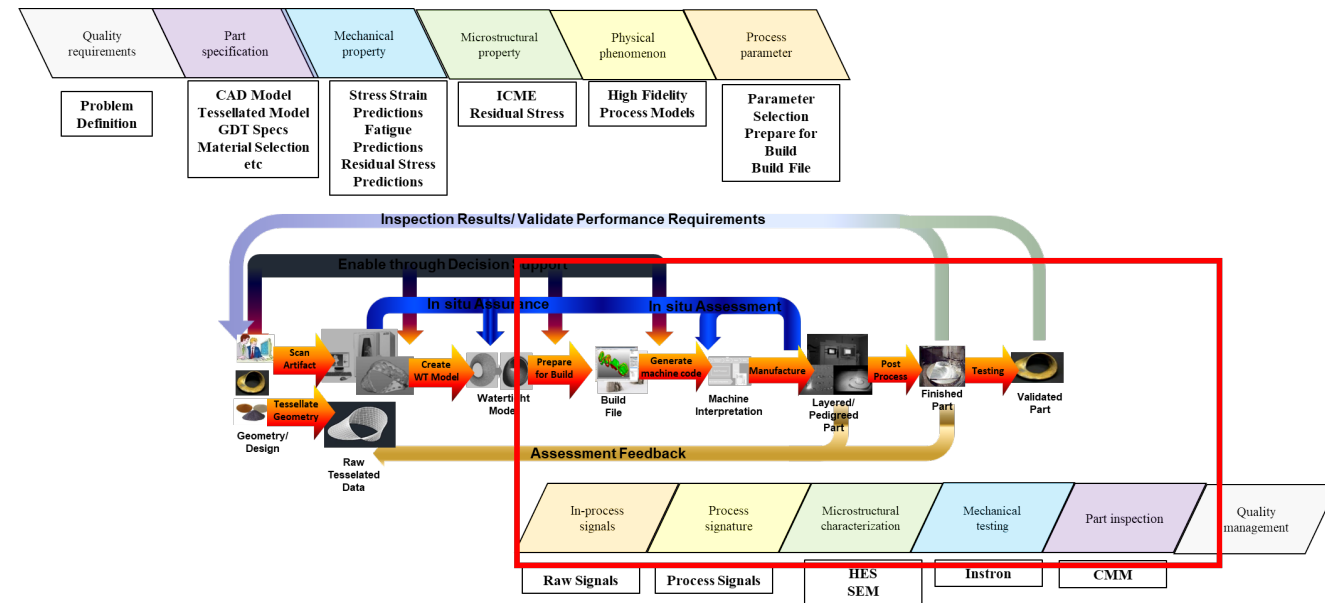 Quality
requirements
Part
specification
Mechanical
property
Microstructural
property
Physical
phenomenon
Process
parameter
Problem
Definition
CAD Model
Tessellated Model
GDT Specs
Material Selection
etc
Stress Strain
Predictions
Fatigue
Predictions
Residual Stress
Predictions
ICME
Residual Stress
High Fidelity
Process Models
Parameter
Selection
Prepare for
Build
Build File
Inspection Results/ Validate Performance Requirements
Enable through Decision Support
In situ Assurance
In situ Assessment
Scan
Artifact
Create
WT Model
Prepare
for Build
Generate
machine code
Manufacture
Post
Process
Testing
Tessellate
Geometry
Geometry/
Design
Raw
Tesselated
Data
Watertight
Model
Build
File
Machine
Interpretation
Layered/
Pedigreed
Part
Finished
Part
Validated
Part
Assessment Feedback
In-process
signals
Process
signature
Microstructural
characterization
Mechanical
testing
Part inspection
Quality
management
Raw Signals
Process Signals
HES
SEM
Instron
CMM